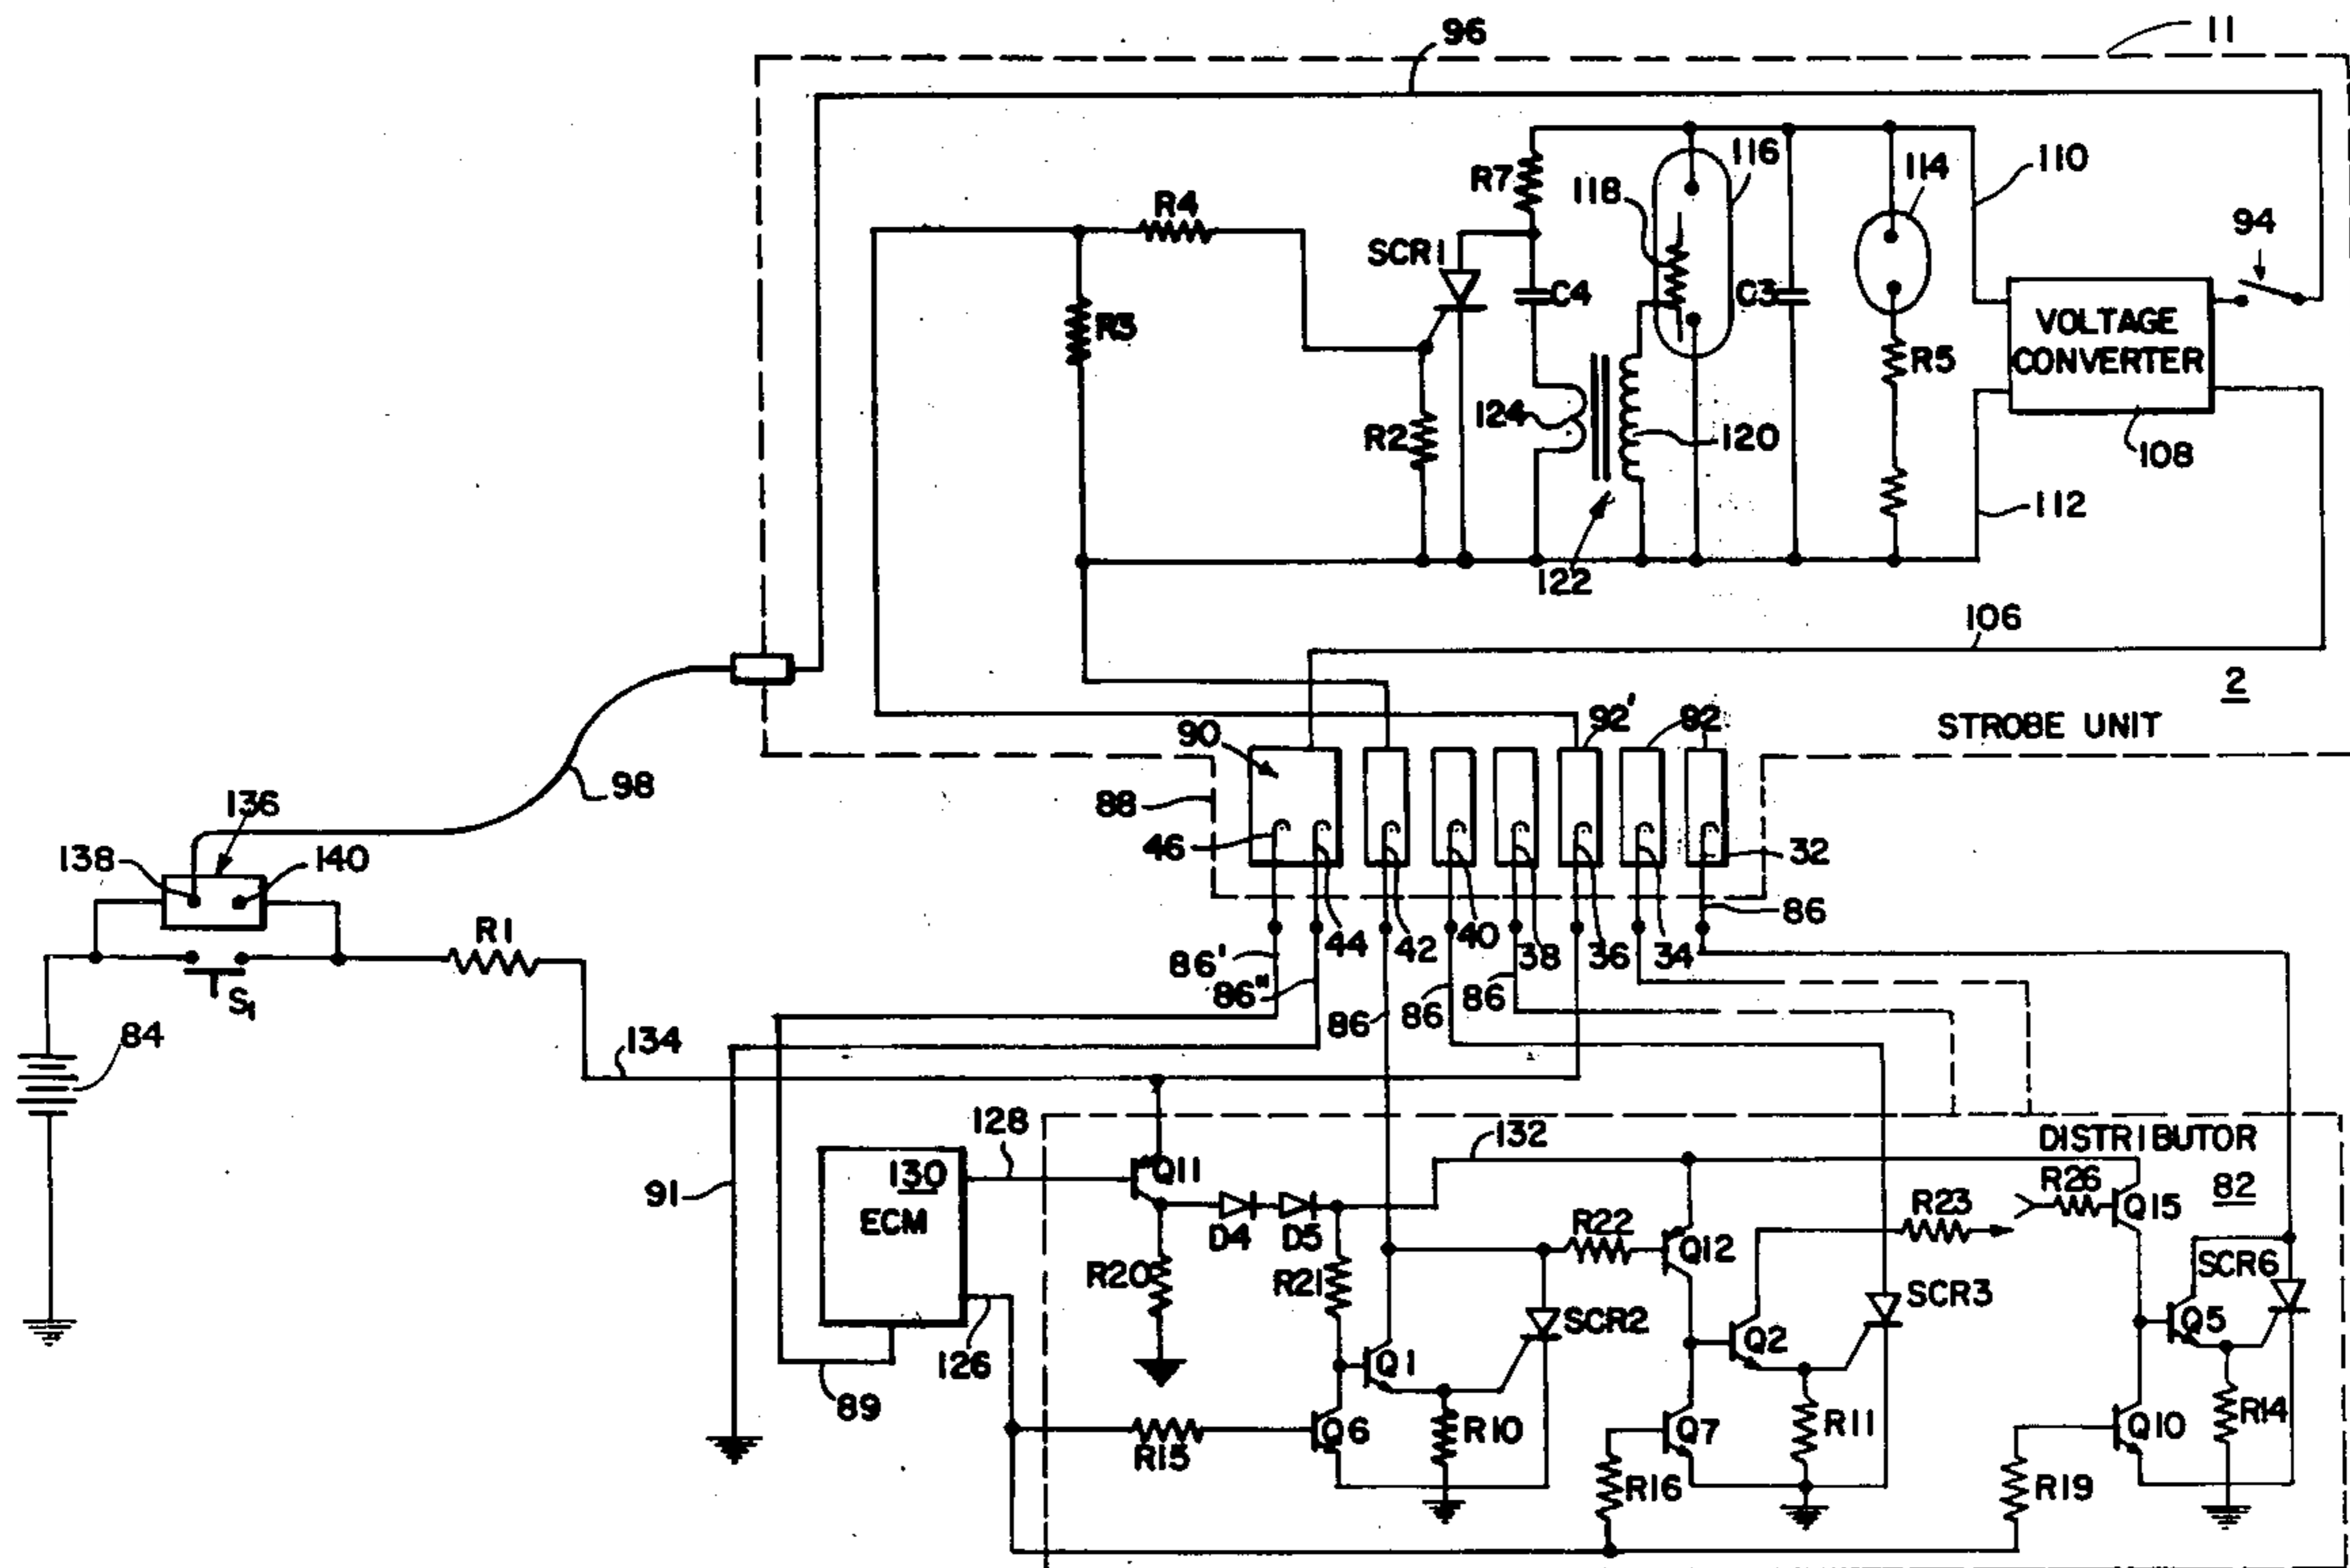 11
96
R7
118
116
114
110
94
R4
SCR1
C4
C3
R3
VOLTAGE
CONVERTER
R5
R2
124
120
108
112
122
106
2
STROBE UNIT
90
92'
92
88
98
136
138
140
46
32
86
R1
44
42
40
38
36
34
86'
86"
86
86
86
S1
84
134
128
132
DISTRIBUTOR
82
130
ECM
Q11
91
R26
Q15
R23
D4
D5
R22
Q12
R20
R21
SCR2
SCR3
SCR6
Q1
Q2
Q5
126
89
R15
Q6
R10
Q7
R11
Q10
R14
R16
R19